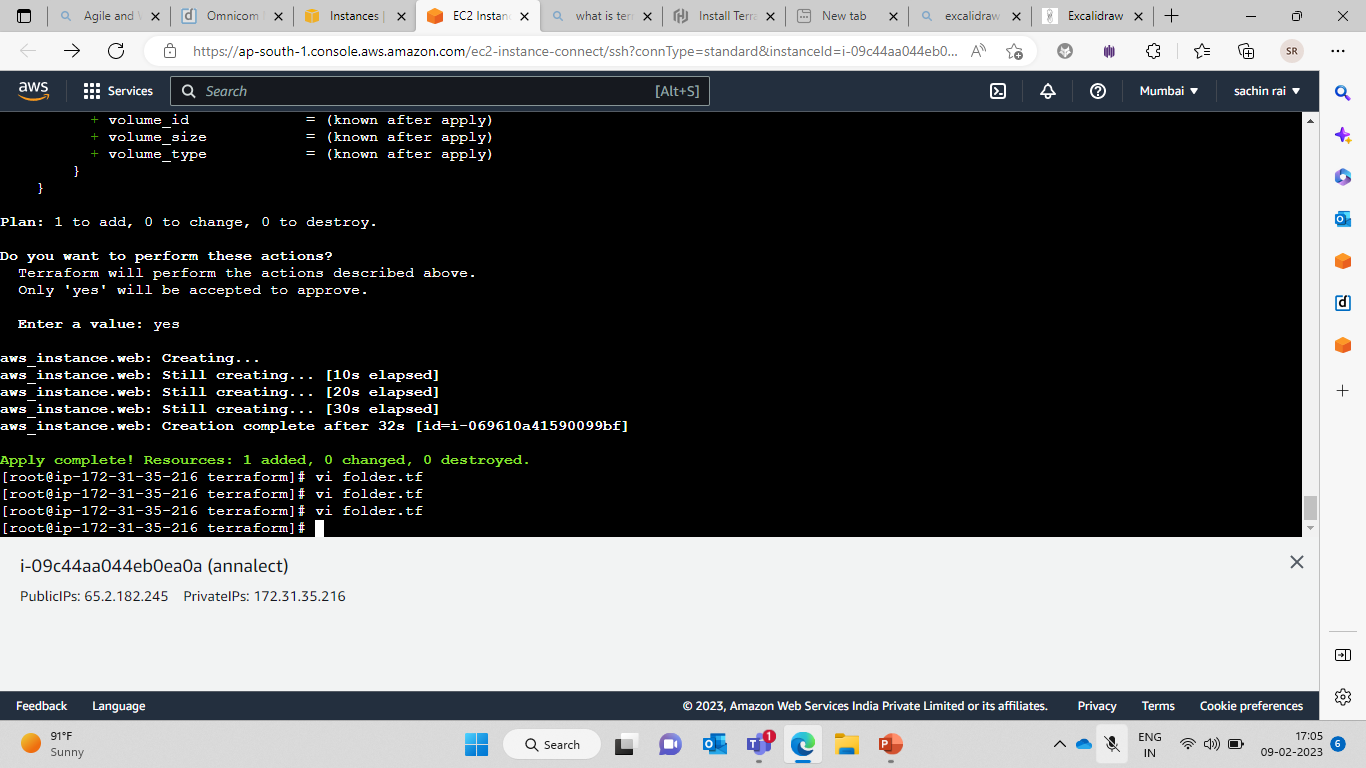 Agile and V
Omnicom
Instances |
EC2 Instanc
what is terr
Install Terra
New tab
excalidraw
Excalidraw
https://ap-south-1.console.aws.amazon.com/ec2-instance-connect/ssh?connType=standard&instanceId=i-09c44aa044eb0...
SR
aws
Services
Search
[Alt+S]
Mumbai
sachin rai
+ volume_id = (known after apply)
+ volume_size = (known after apply)
+ volume_type = (known after apply)
}
}
Plan: 1 to add, 0 to change, 0 to destroy.
Do you want to perform these actions?
Terraform will perform the actions described above.
Only 'yes' will be accepted to approve.
Enter a value: yes
aws_instance.web: Creating...
aws_instance.web: Still creating... [10s elapsed]
aws_instance.web: Still creating... [20s elapsed]
aws_instance.web: Still creating... [30s elapsed]
aws_instance.web: Creation complete after 32s [id=i-069610a41590099bf]
Apply complete! Resources: 1 added, 0 changed, 0 destroyed.
[root@ip-172-31-35-216 terraform]# vi folder.tf
[root@ip-172-31-35-216 terraform]# vi folder.tf
[root@ip-172-31-35-216 terraform]# vi folder.tf
[root@ip-172-31-35-216 terraform]#
i-09c44aa044eb0ea0a (annalect)
PublicIPs: 65.2.182.245 PrivateIPs: 172.31.35.216
Feedback
Language
© 2023, Amazon Web Services India Private Limited or its affiliates.
Privacy
Terms
Cookie preferences
91°F
Sunny
Search
1
ENG
IN
17:05
09-02-2023
6